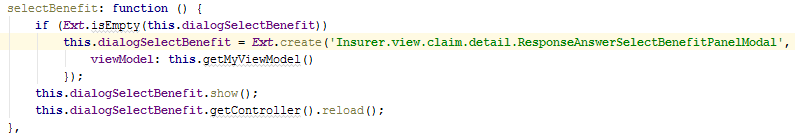 selectBenefit: function () {
    if (Ext.isEmpty(this.dialogSelectBenefit))
        this.dialogSelectBenefit = Ext.create('Insurer.view.claim.detail.ResponseAnswerSelectBenefitPanelModal',
            viewModel: this.getMyViewModel()
        });
    this.dialogSelectBenefit.show();
    this.dialogSelectBenefit.getController().reload();
},